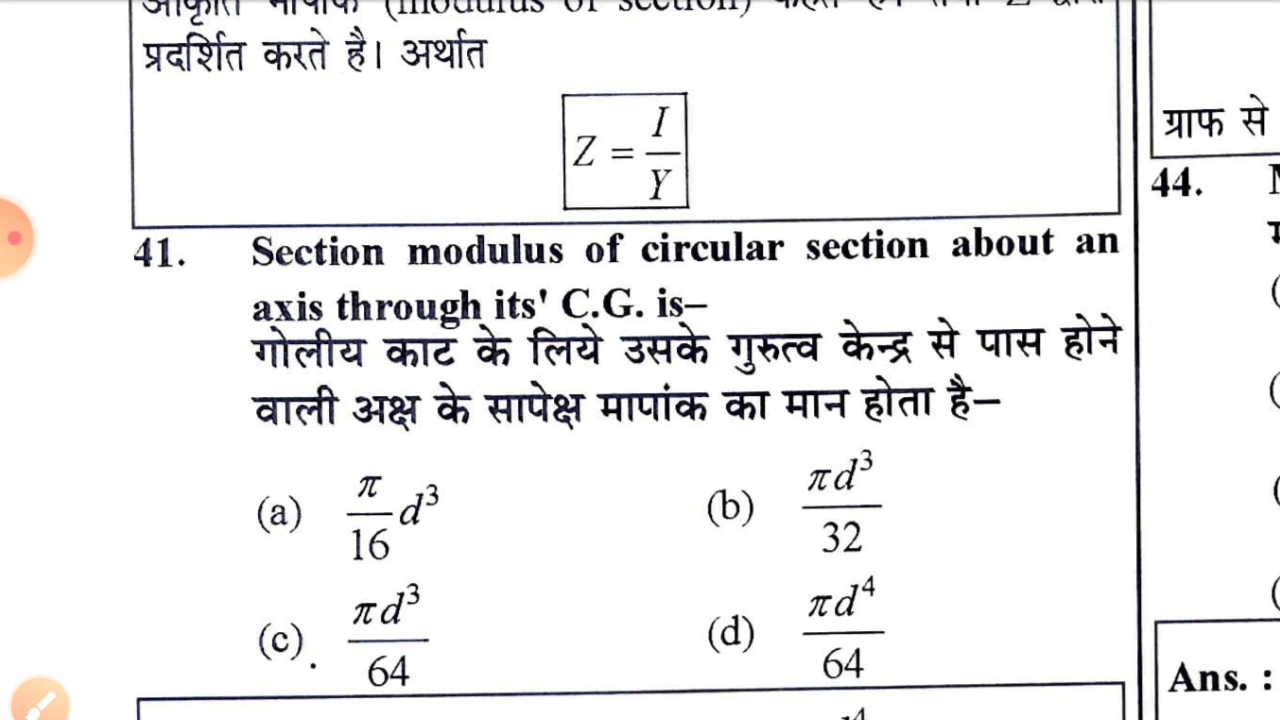 प्रदर्शित करते है। अर्थात
Z = I/Y
41. Section modulus of circular section about an
axis through its' C.G. is–
गोलीय काट के लिये उसके गुरुत्व केन्द्र से पास होने
वाली अक्ष के सापेक्ष मापांक का मान होता है–
(a) π/16 d³ (b) πd³/32
(c) πd³/64 (d) πd⁴/64
ग्राफ से
44.
Ans. :